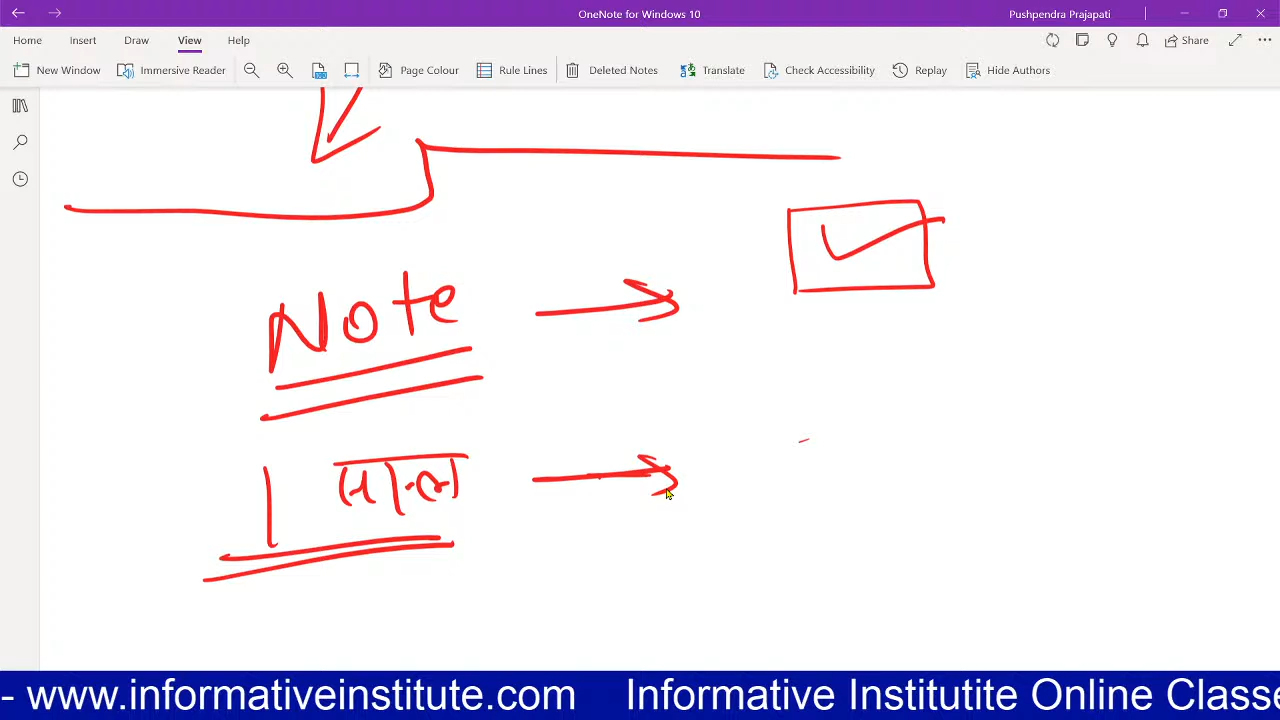 OneNote for Windows 10
Pushpendra Prajapati
Home Insert Draw View Help
Share
New Window Immersive Reader Page Colour Rule Lines Deleted Notes Translate Check Accessibility Replay Hide Authors
Note
1
- www.informativeinstitute.com Informative Institutite Online Classe